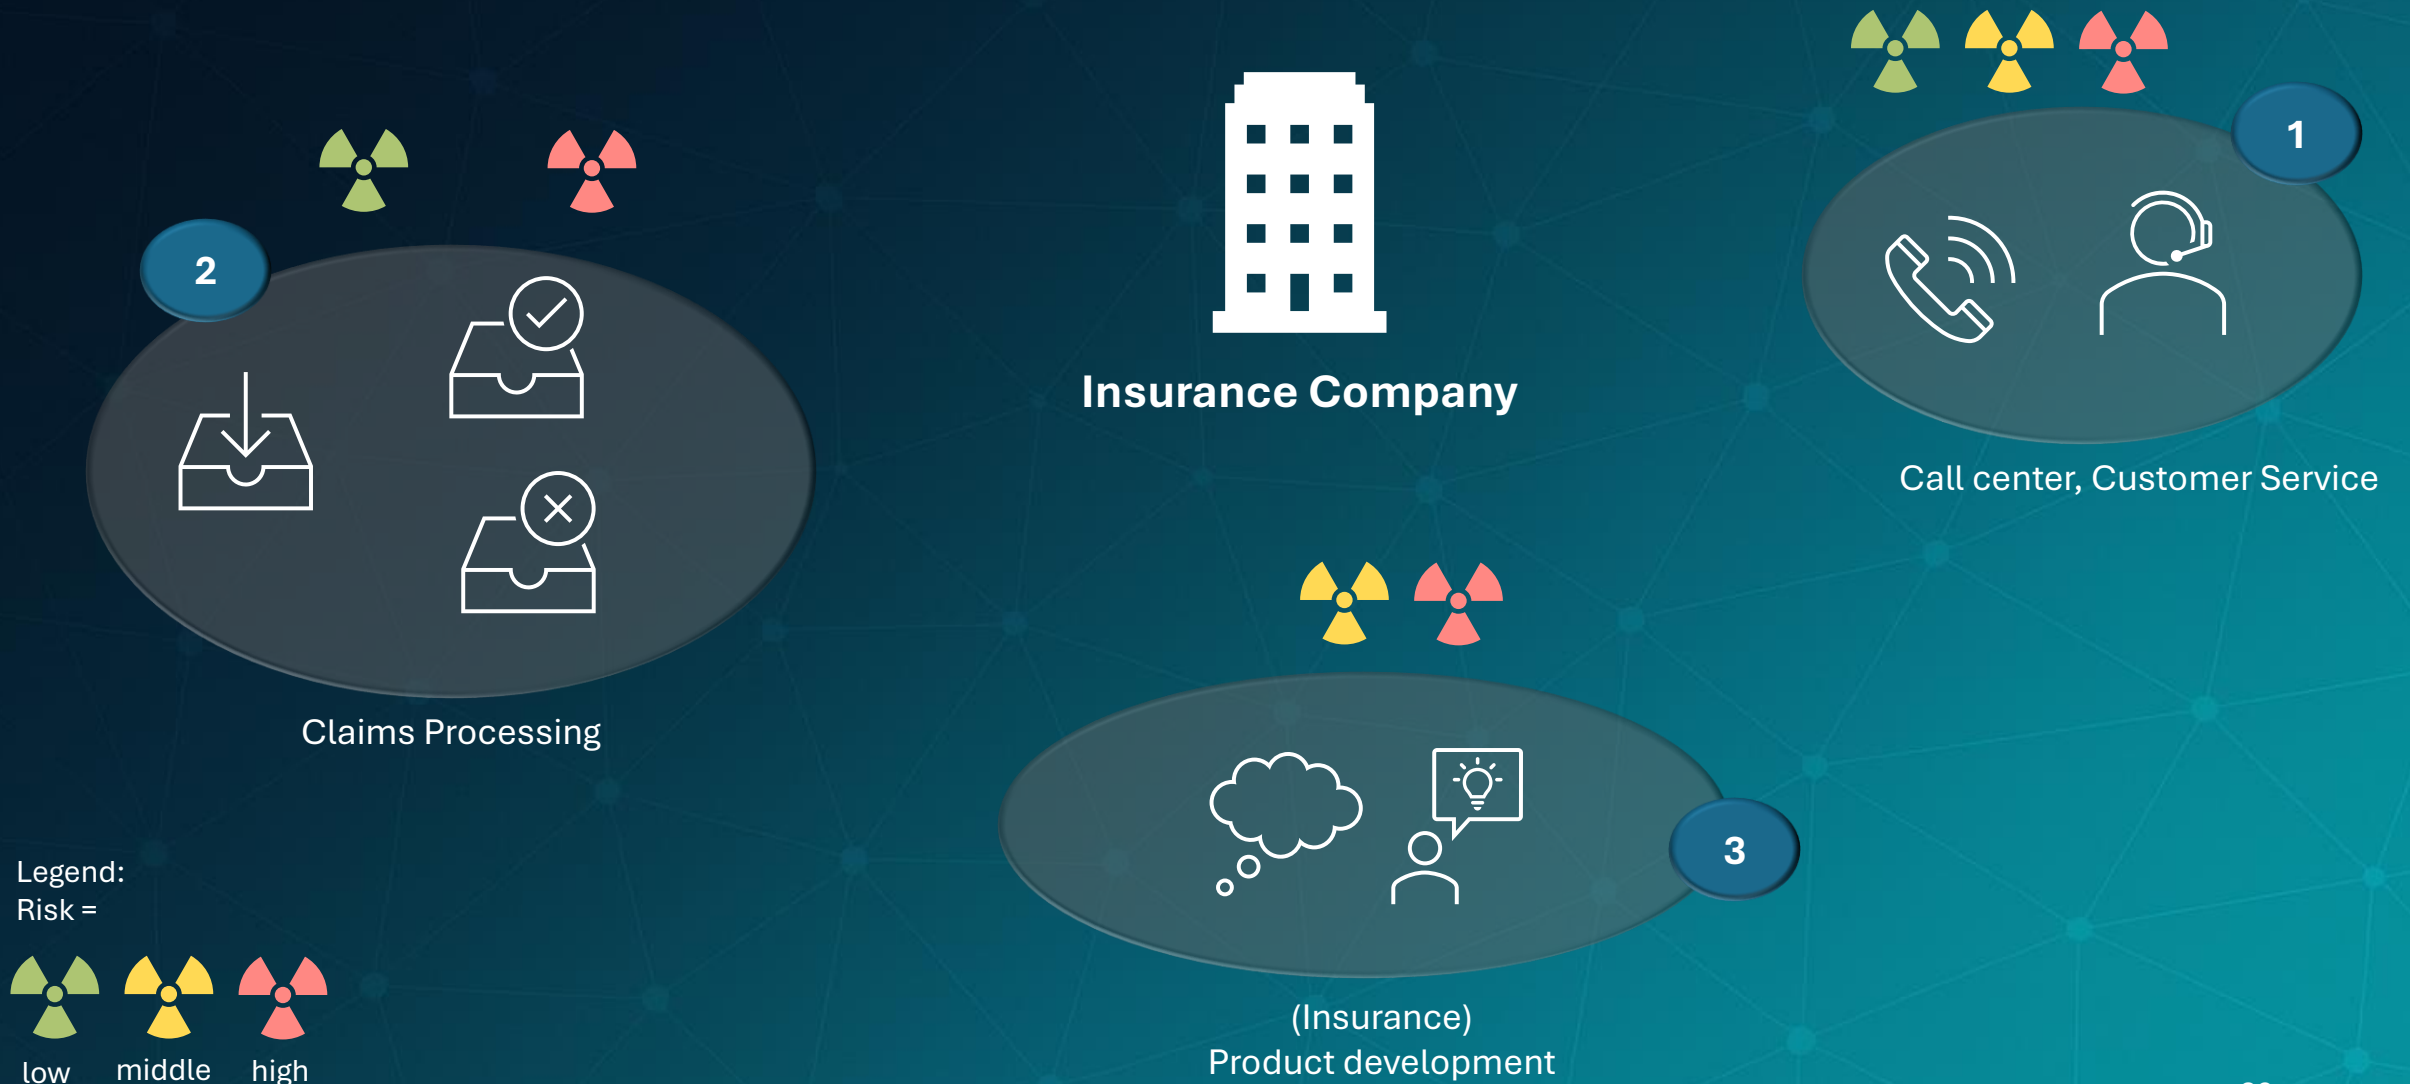 1
2
Insurance Company
Call center, Customer Service
Claims Processing
3
Legend:
Risk =
(Insurance)
Product development
low
middle
high